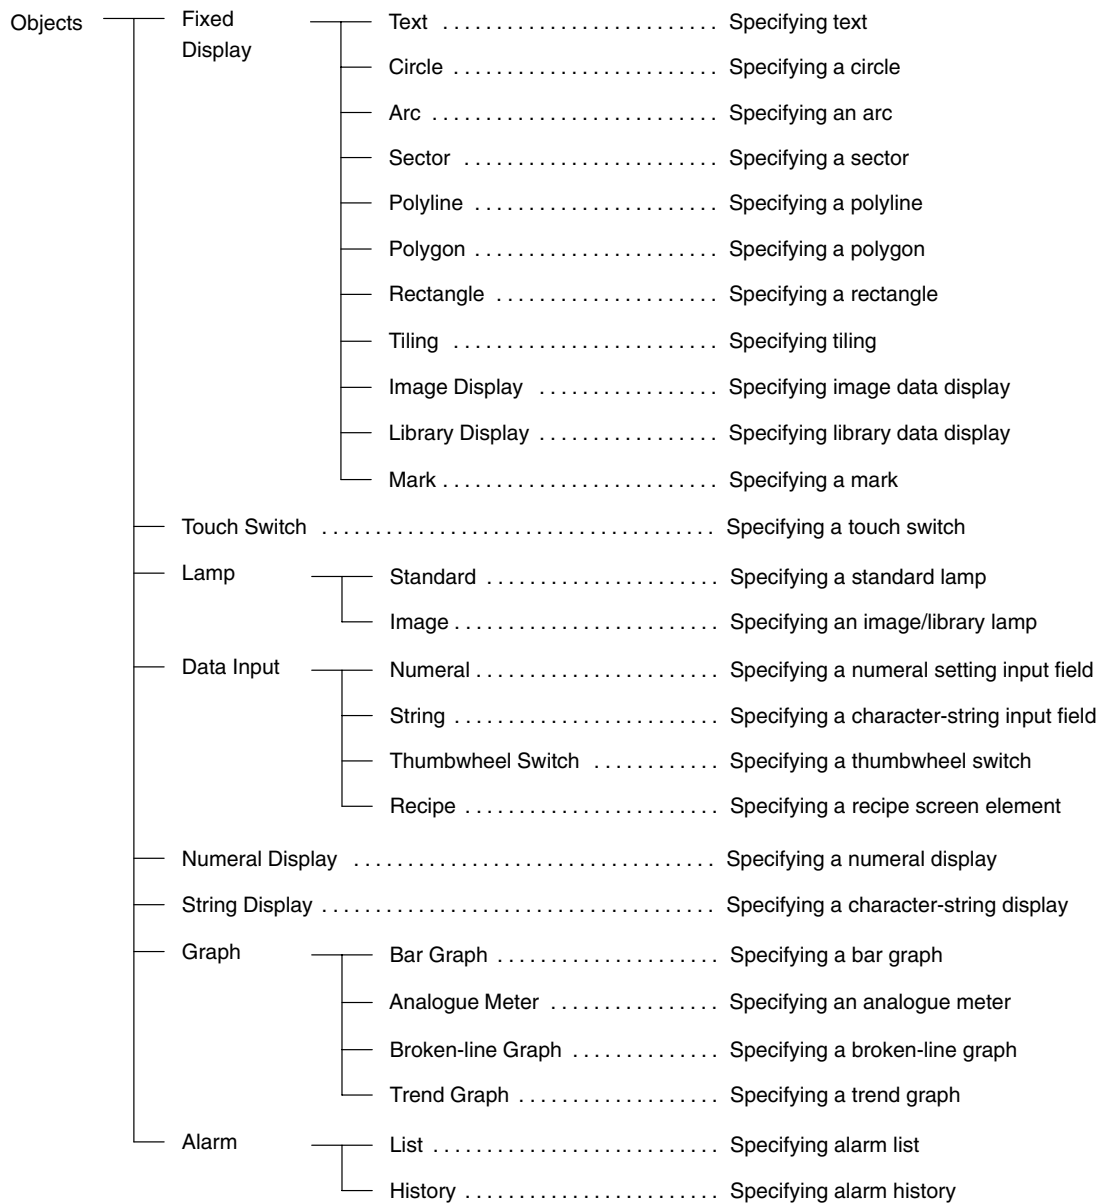 Objects Fixed Text . . . . . . . . . . . . . . . . . . . . . . . . . . Specifying text
Display
Circle . . . . . . . . . . . . . . . . . . . . . . . . . Specifying a circle
Arc . . . . . . . . . . . . . . . . . . . . . . . . . . . Specifying an arc
Sector . . . . . . . . . . . . . . . . . . . . . . . . Specifying a sector
Polyline . . . . . . . . . . . . . . . . . . . . . . . Specifying a polyline
Polygon . . . . . . . . . . . . . . . . . . . . . . . Specifying a polygon
Rectangle . . . . . . . . . . . . . . . . . . . . . Specifying a rectangle
Tiling . . . . . . . . . . . . . . . . . . . . . . . . . Specifying tiling
Image Display . . . . . . . . . . . . . . . . . Specifying image data display
Library Display . . . . . . . . . . . . . . . . . Specifying library data display
Mark . . . . . . . . . . . . . . . . . . . . . . . . . . Specifying a mark
Touch Switch . . . . . . . . . . . . . . . . . . . . . . . . . . . . . . . . . . . . . Specifying a touch switch
Lamp Standard . . . . . . . . . . . . . . . . . . . . . . Specifying a standard lamp
Image . . . . . . . . . . . . . . . . . . . . . . . . . Specifying an image/library lamp
Data Input Numeral . . . . . . . . . . . . . . . . . . . . . . . Specifying a numeral setting input field
String . . . . . . . . . . . . . . . . . . . . . . . . . Specifying a character-string input field
Thumbwheel Switch . . . . . . . . . . . . Specifying a thumbwheel switch
Recipe . . . . . . . . . . . . . . . . . . . . . . . . Specifying a recipe screen element
Numeral Display . . . . . . . . . . . . . . . . . . . . . . . . . . . . . . . . . . Specifying a numeral display
String Display . . . . . . . . . . . . . . . . . . . . . . . . . . . . . . . . . . . . . Specifying a character-string display
Graph Bar Graph . . . . . . . . . . . . . . . . . . . . . Specifying a bar graph
Analogue Meter . . . . . . . . . . . . . . . . Specifying an analogue meter
Broken-line Graph . . . . . . . . . . . . . . Specifying a broken-line graph
Trend Graph . . . . . . . . . . . . . . . . . . . Specifying a trend graph
Alarm List . . . . . . . . . . . . . . . . . . . . . . . . . . . Specifying alarm list
History . . . . . . . . . . . . . . . . . . . . . . . . Specifying alarm history